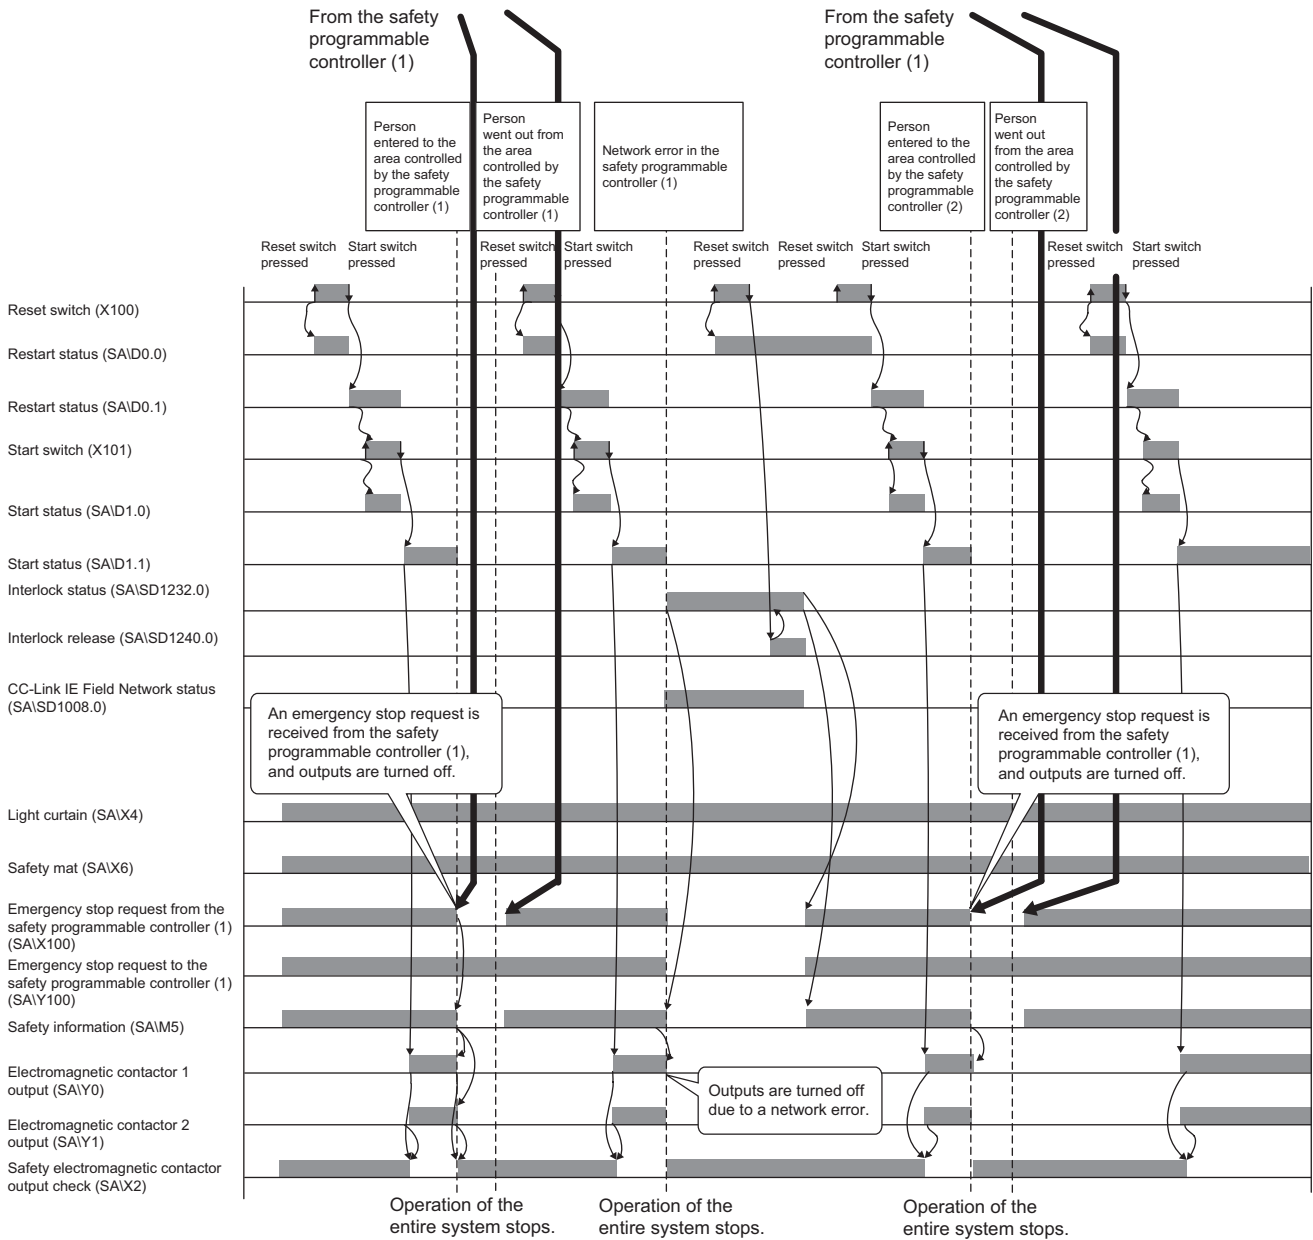 From the safety
programmable
controller (1)
From the safety
programmable
controller (1)
Person
entered to the
area controlled
by the safety
programmable
controller (1)
Person
went out from
the area
controlled by
the safety
programmable
controller (1)
Network error in the
safety programmable
controller (1)
Person
entered to the
area controlled
by the safety
programmable
controller (2)
Person
went out
from the area
controlled by
the safety
programmable
controller (2)
Reset switch
pressed
Start switch
pressed
Reset switch
pressed
Start switch
pressed
Reset switch
pressed
Reset switch
pressed
Start switch
pressed
Reset switch
pressed
Start switch
pressed
Reset switch (X100)
Restart status (SA\D0.0)
Restart status (SA\D0.1)
Start switch (X101)
Start status (SA\D1.0)
Start status (SA\D1.1)
Interlock status (SA\SD1232.0)
Interlock release (SA\SD1240.0)
CC-Link IE Field Network status
(SA\SD1008.0)
An emergency stop request is
received from the safety
programmable controller (1),
and outputs are turned off.
An emergency stop request is
received from the safety
programmable controller (1),
and outputs are turned off.
Light curtain (SA\X4)
Safety mat (SA\X6)
Emergency stop request from the
safety programmable controller (1)
(SA\X100)
Emergency stop request to the
safety programmable controller (1)
(SA\Y100)
Safety information (SA\M5)
Electromagnetic contactor 1
output (SA\Y0)
Outputs are turned off
due to a network error.
Electromagnetic contactor 2
output (SA\Y1)
Safety electromagnetic contactor
output check (SA\X2)
Operation of the
entire system stops.
Operation of the
entire system stops.
Operation of the
entire system stops.